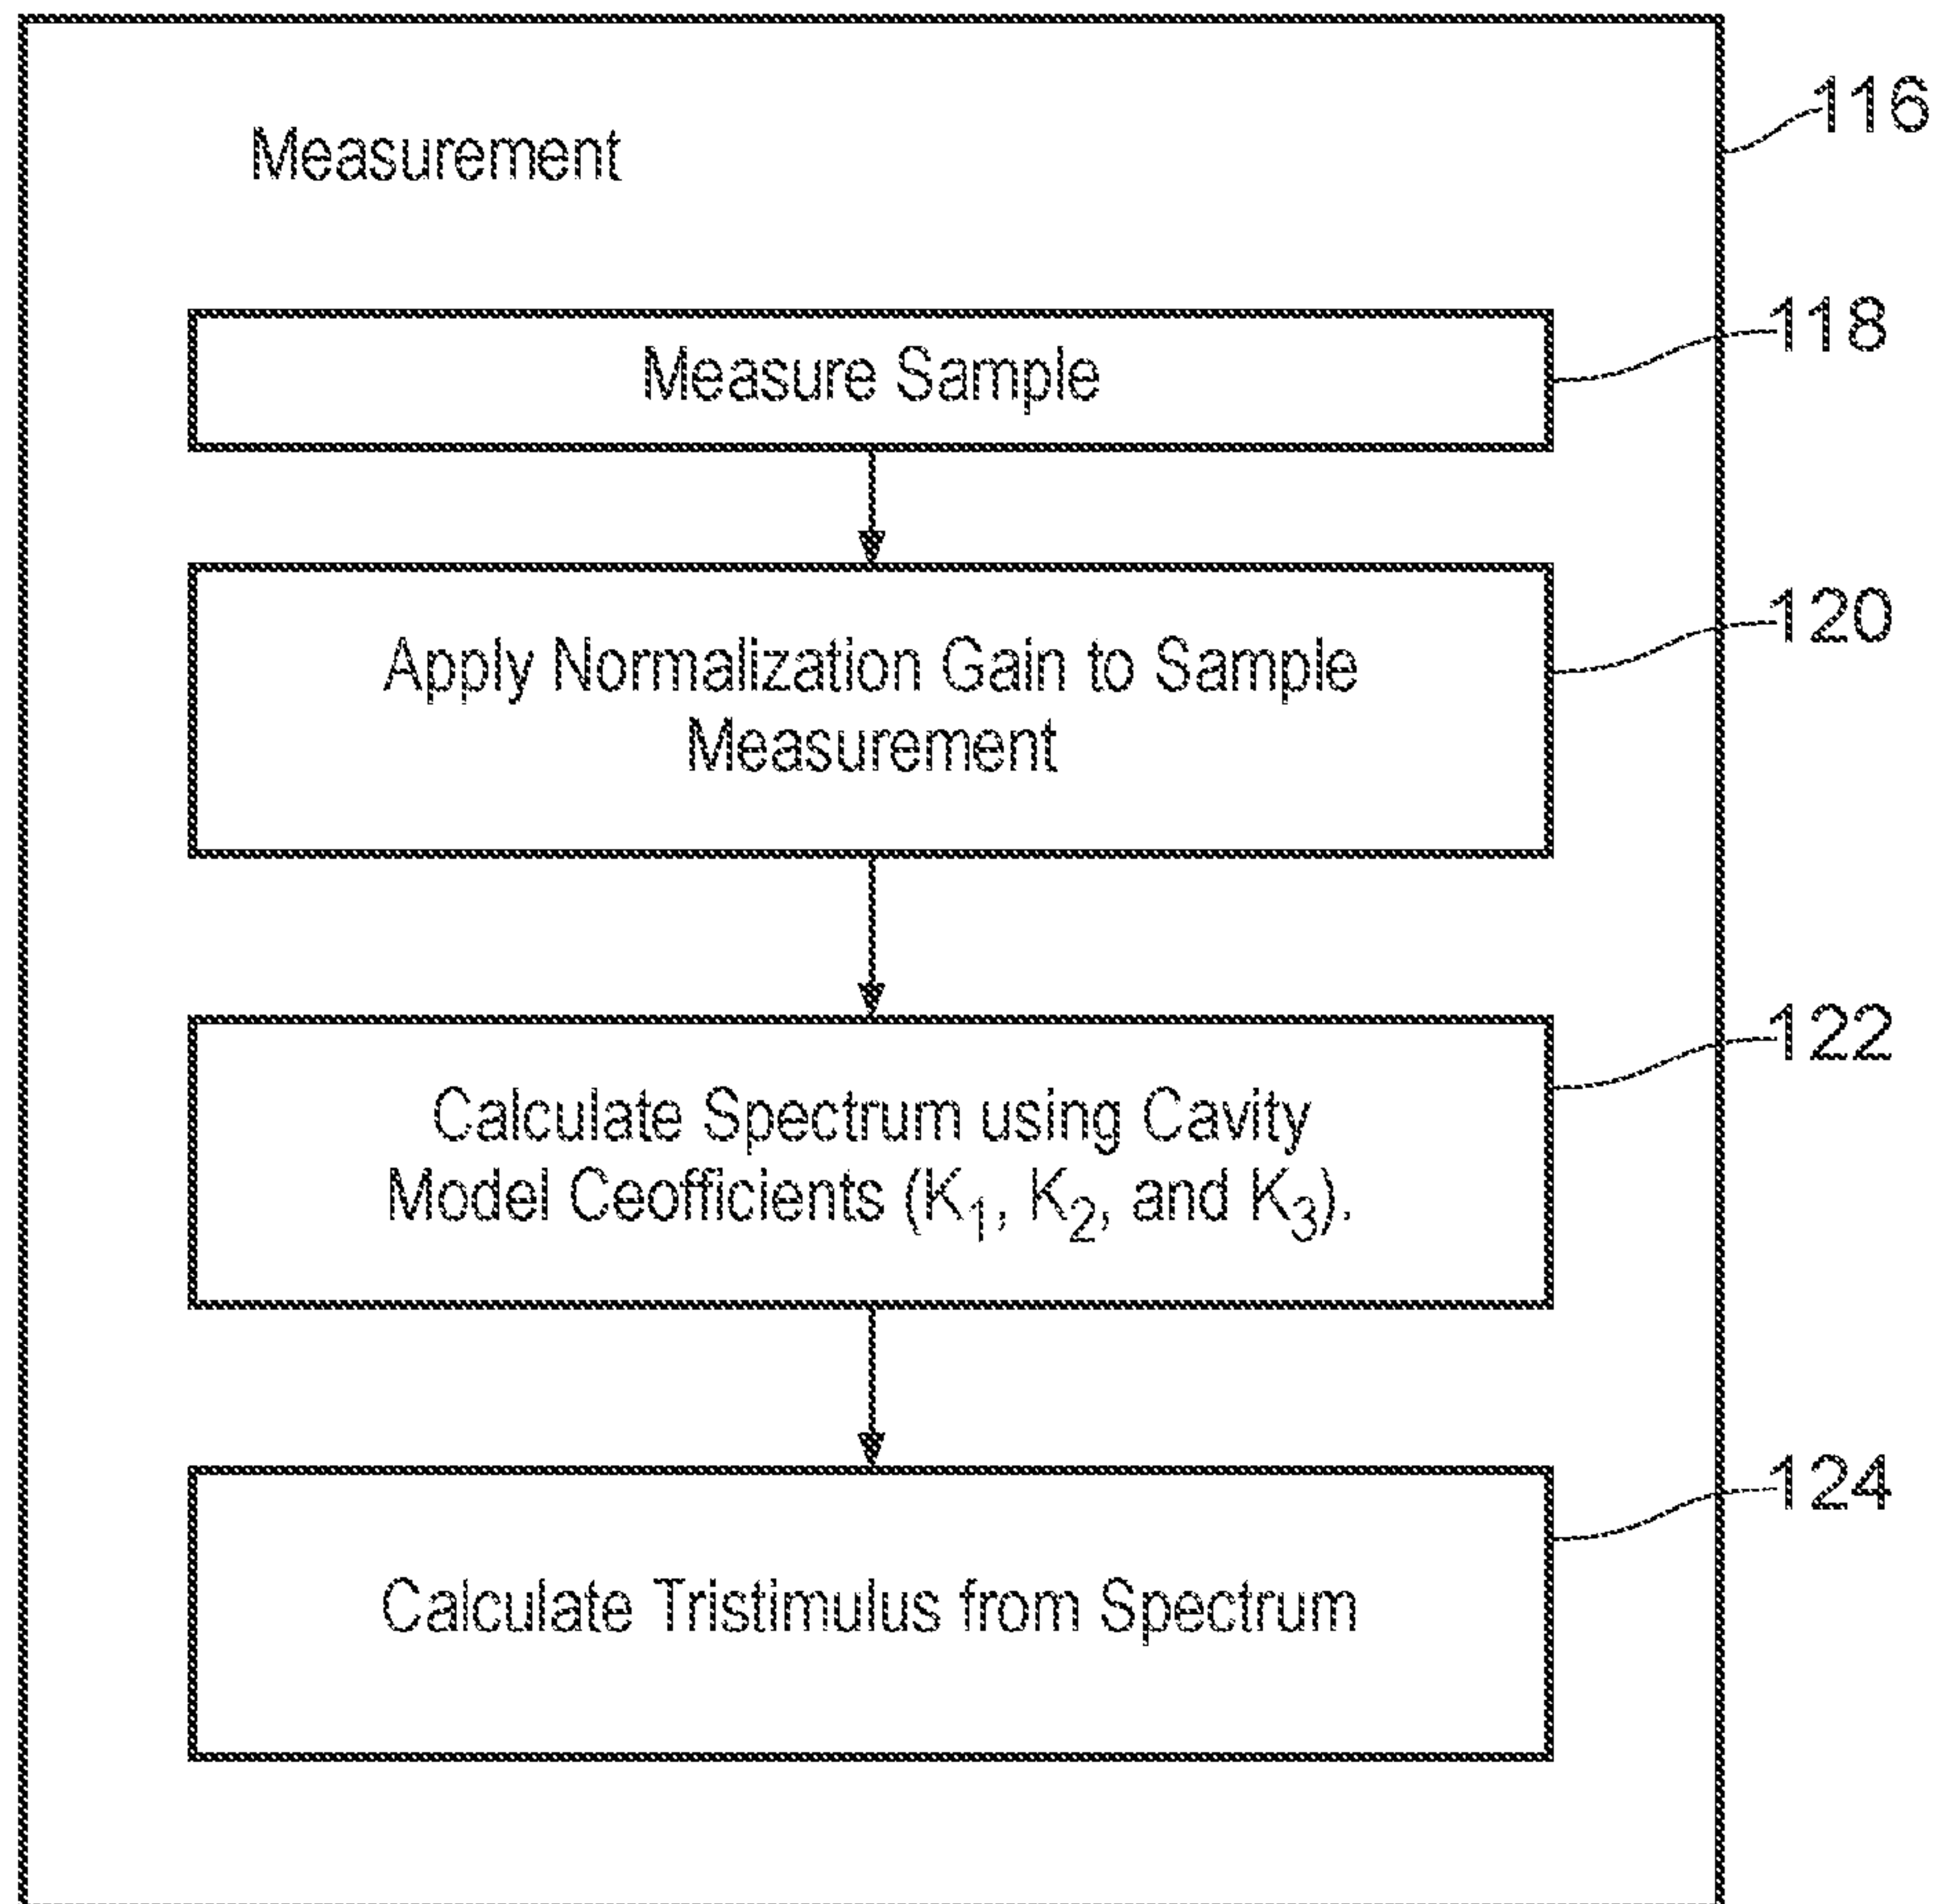 116
Measurement
118
Measure Sample
120
Apply Normalization Gain to Sample
Measurement
122
Calculate Spectrum using Cavity
Model Ceofficients (K₁, K₂, and K₃).
124
Calculate Tristimulus from Spectrum